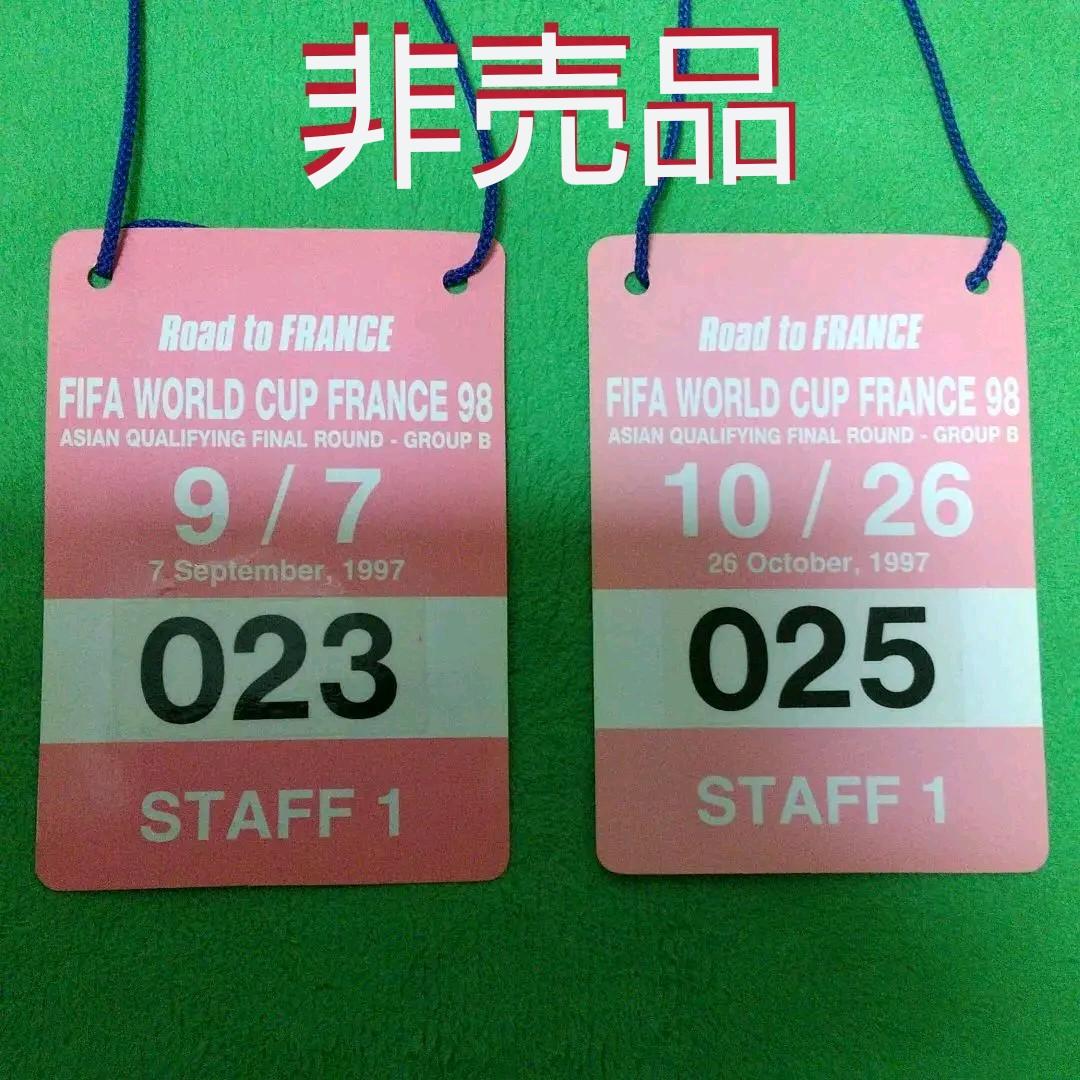 非売品
Road to FRANCE
FIFA WORLD CUP FRANCE 98
ASIAN QUALIFYING FINAL ROUND - GROUP B
9 / 7
7 September, 1997
023
STAFF 1
Road to FRANCE
FIFA WORLD CUP FRANCE 98
ASIAN QUALIFYING FINAL ROUND - GROUP B
10 / 26
26 October, 1997
025
STAFF 1